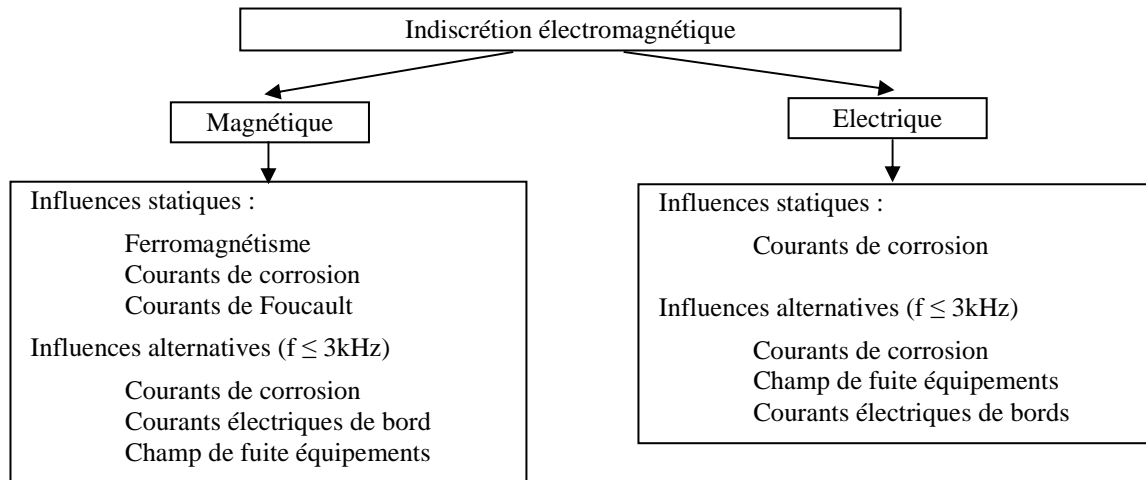 Indiscrétion électromagnétique
Magnétique
Electrique
Influences statiques :
Ferromagnétisme
Courants de corrosion
Courants de Foucault
Influences alternatives (f ≤ 3kHz)
Courants de corrosion
Courants électriques de bord
Champ de fuite équipements
Influences statiques :
Courants de corrosion
Influences alternatives (f ≤ 3kHz)
Courants de corrosion
Champ de fuite équipements
Courants électriques de bords